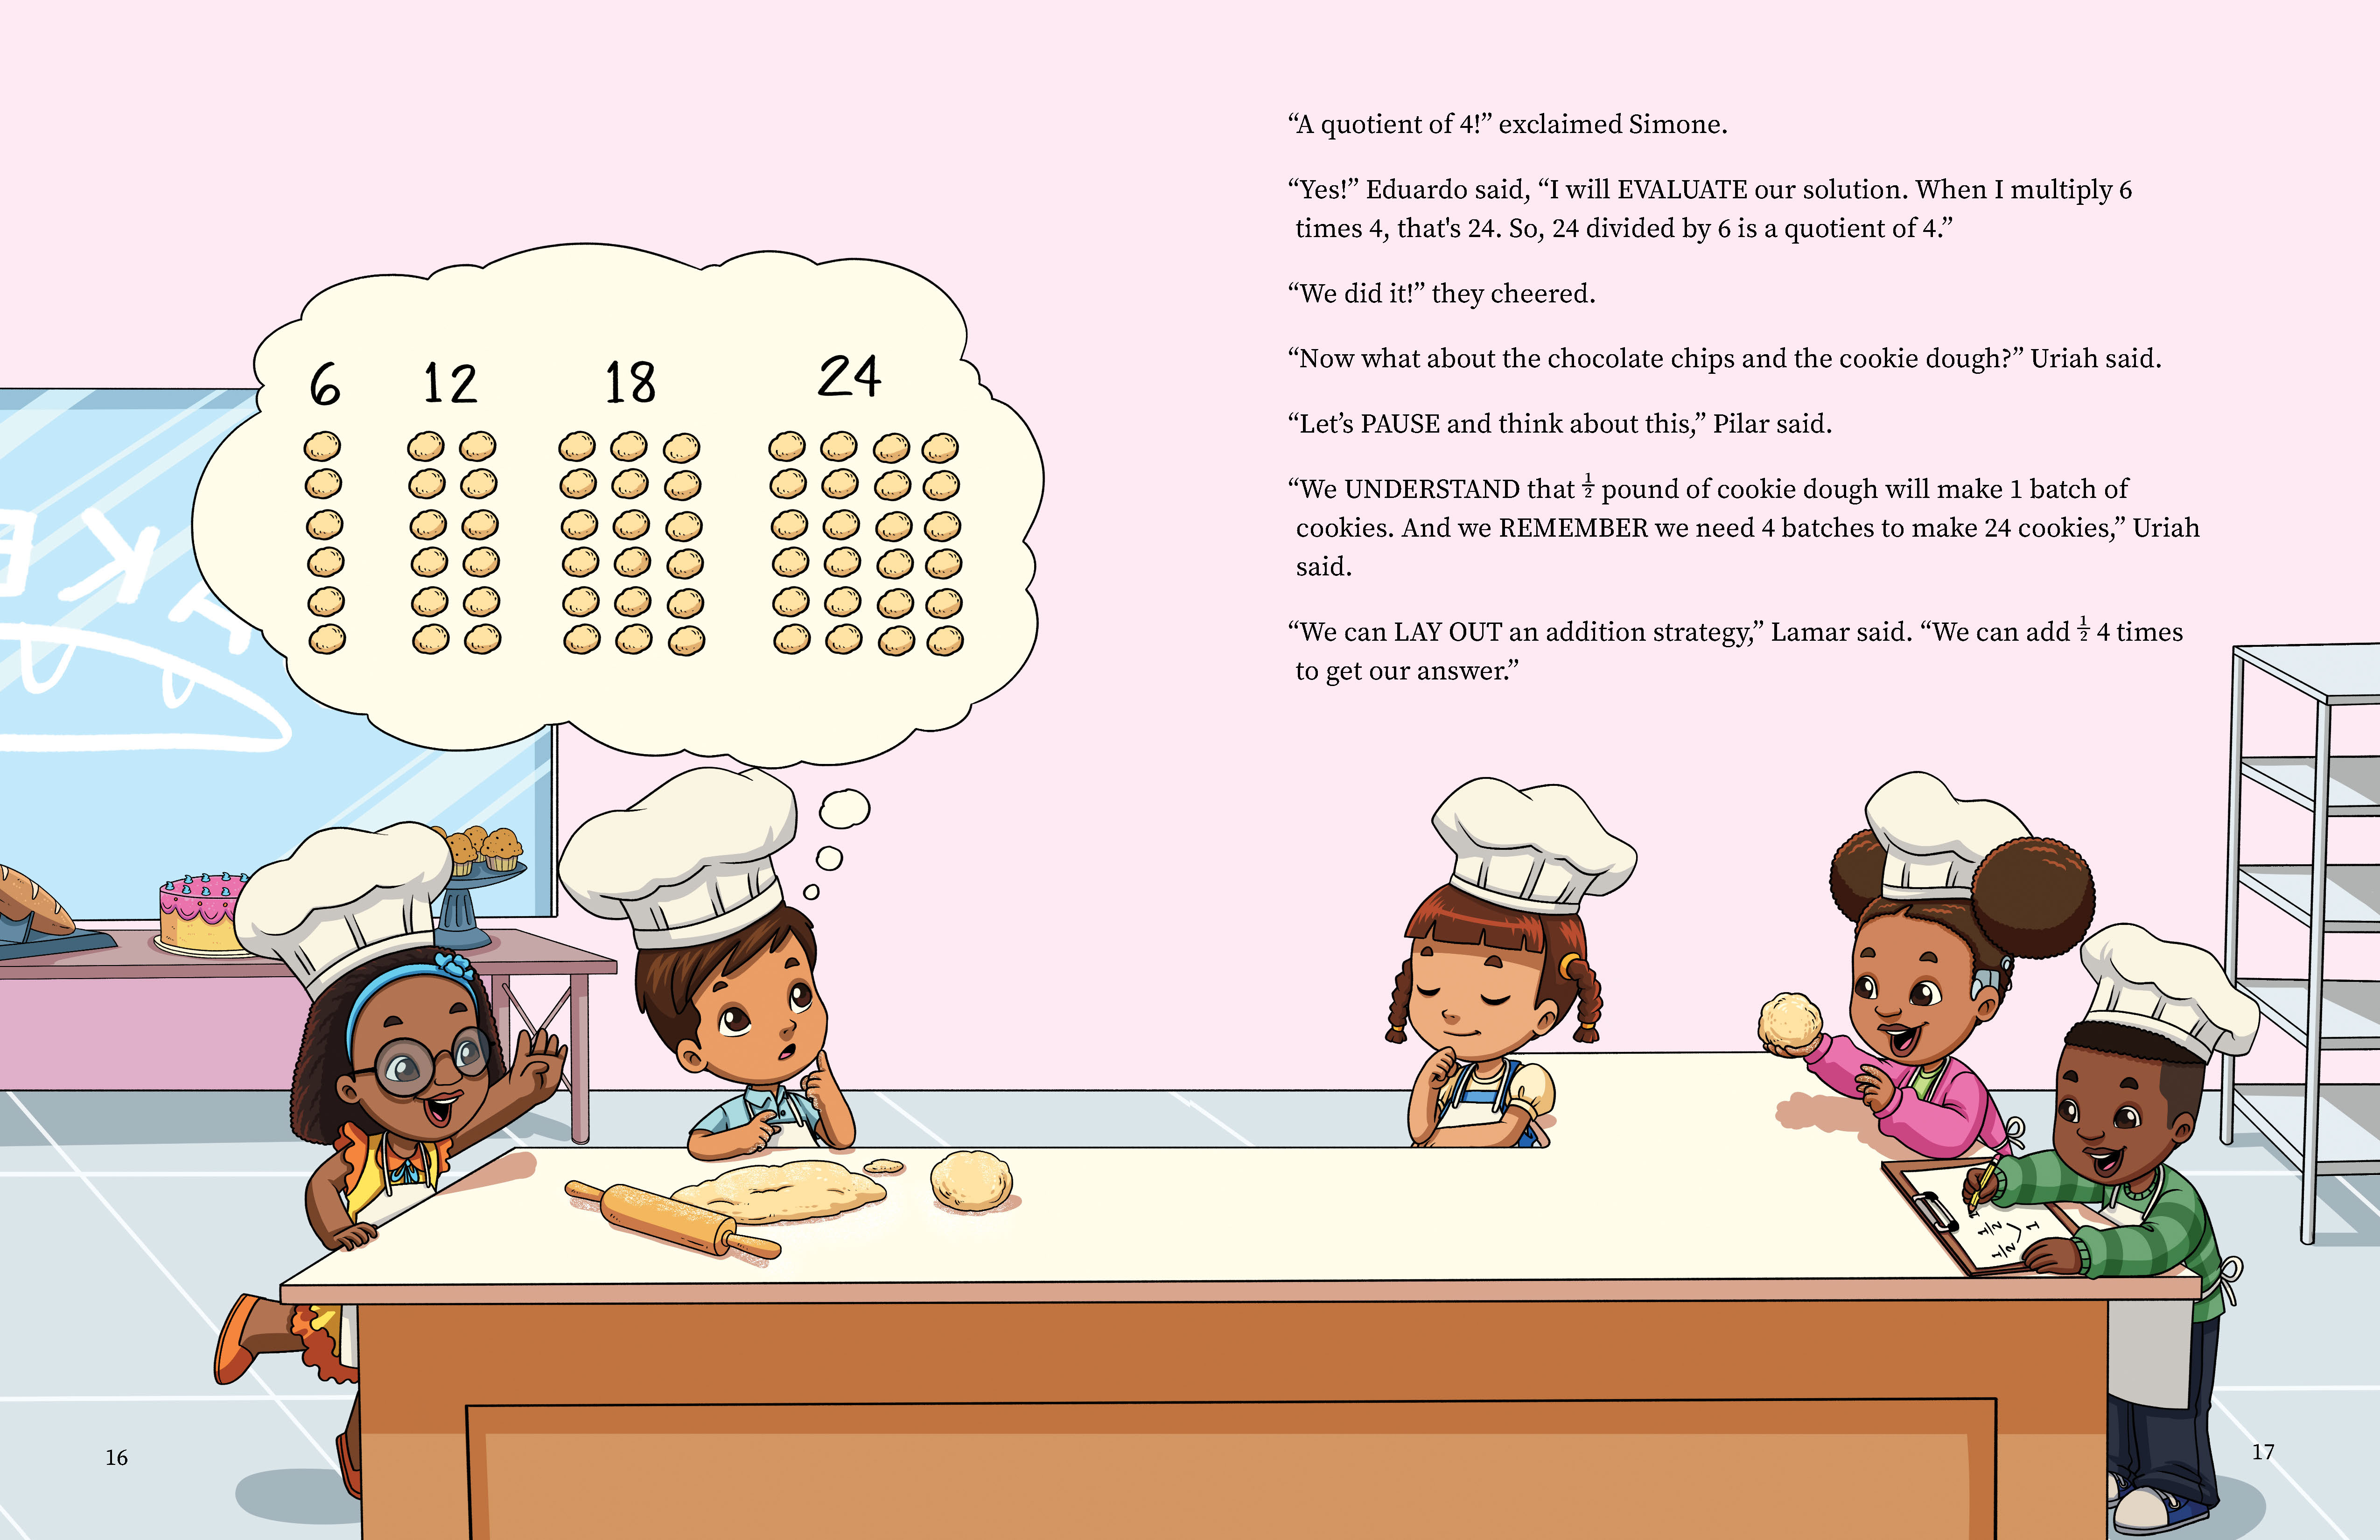 6 12 18 24
“A quotient of 4!” exclaimed Simone.
“Yes!” Eduardo said, “I will EVALUATE our solution. When I multiply 6
times 4, that's 24. So, 24 divided by 6 is a quotient of 4.”
“We did it!” they cheered.
“Now what about the chocolate chips and the cookie dough?” Uriah said.
“Let’s PAUSE and think about this,” Pilar said.
“We UNDERSTAND that ½ pound of cookie dough will make 1 batch of
cookies. And we REMEMBER we need 4 batches to make 24 cookies,” Uriah
said.
“We can LAY OUT an addition strategy,” Lamar said. “We can add ½ 4 times
to get our answer.”
1/2
1/2
1
16
17